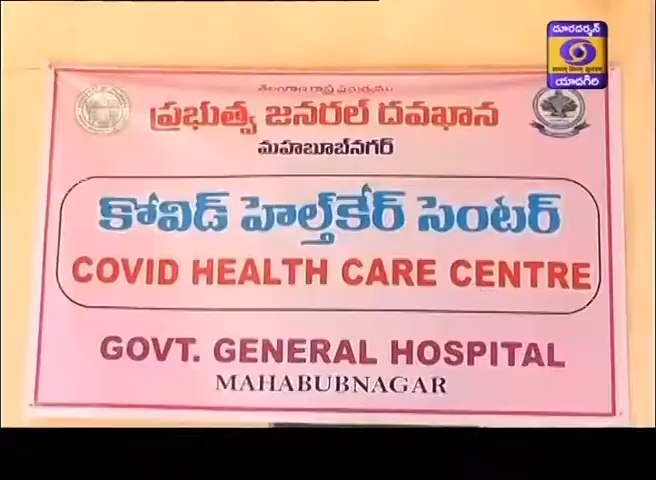 దూరదర్శన్
యాదగిరి
తెలంగాణ రాష్ట్ర ప్రభుత్వము
ప్రభుత్వ జనరల్ దవఖాన
మహబూబ్‌నగర్
కోవిడ్ హెల్త్‌కేర్ సెంటర్
COVID HEALTH CARE CENTRE
GOVT. GENERAL HOSPITAL
MAHABUBNAGAR